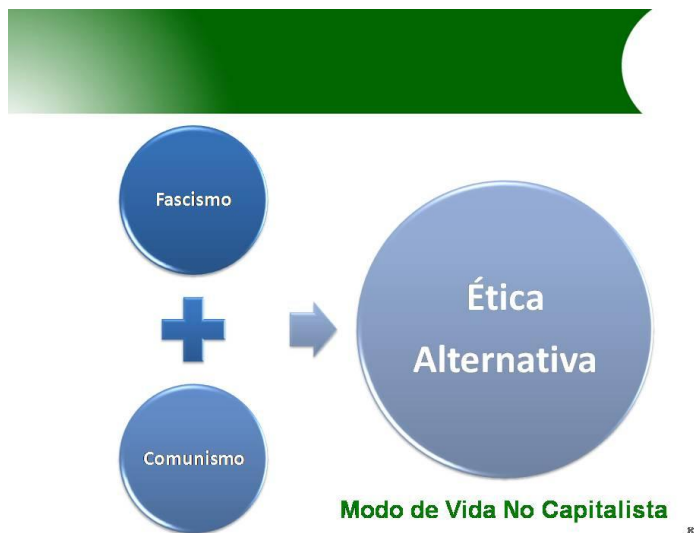 Fascismo
Ética
Alternativa
Comunismo
Modo de Vida No Capitalista